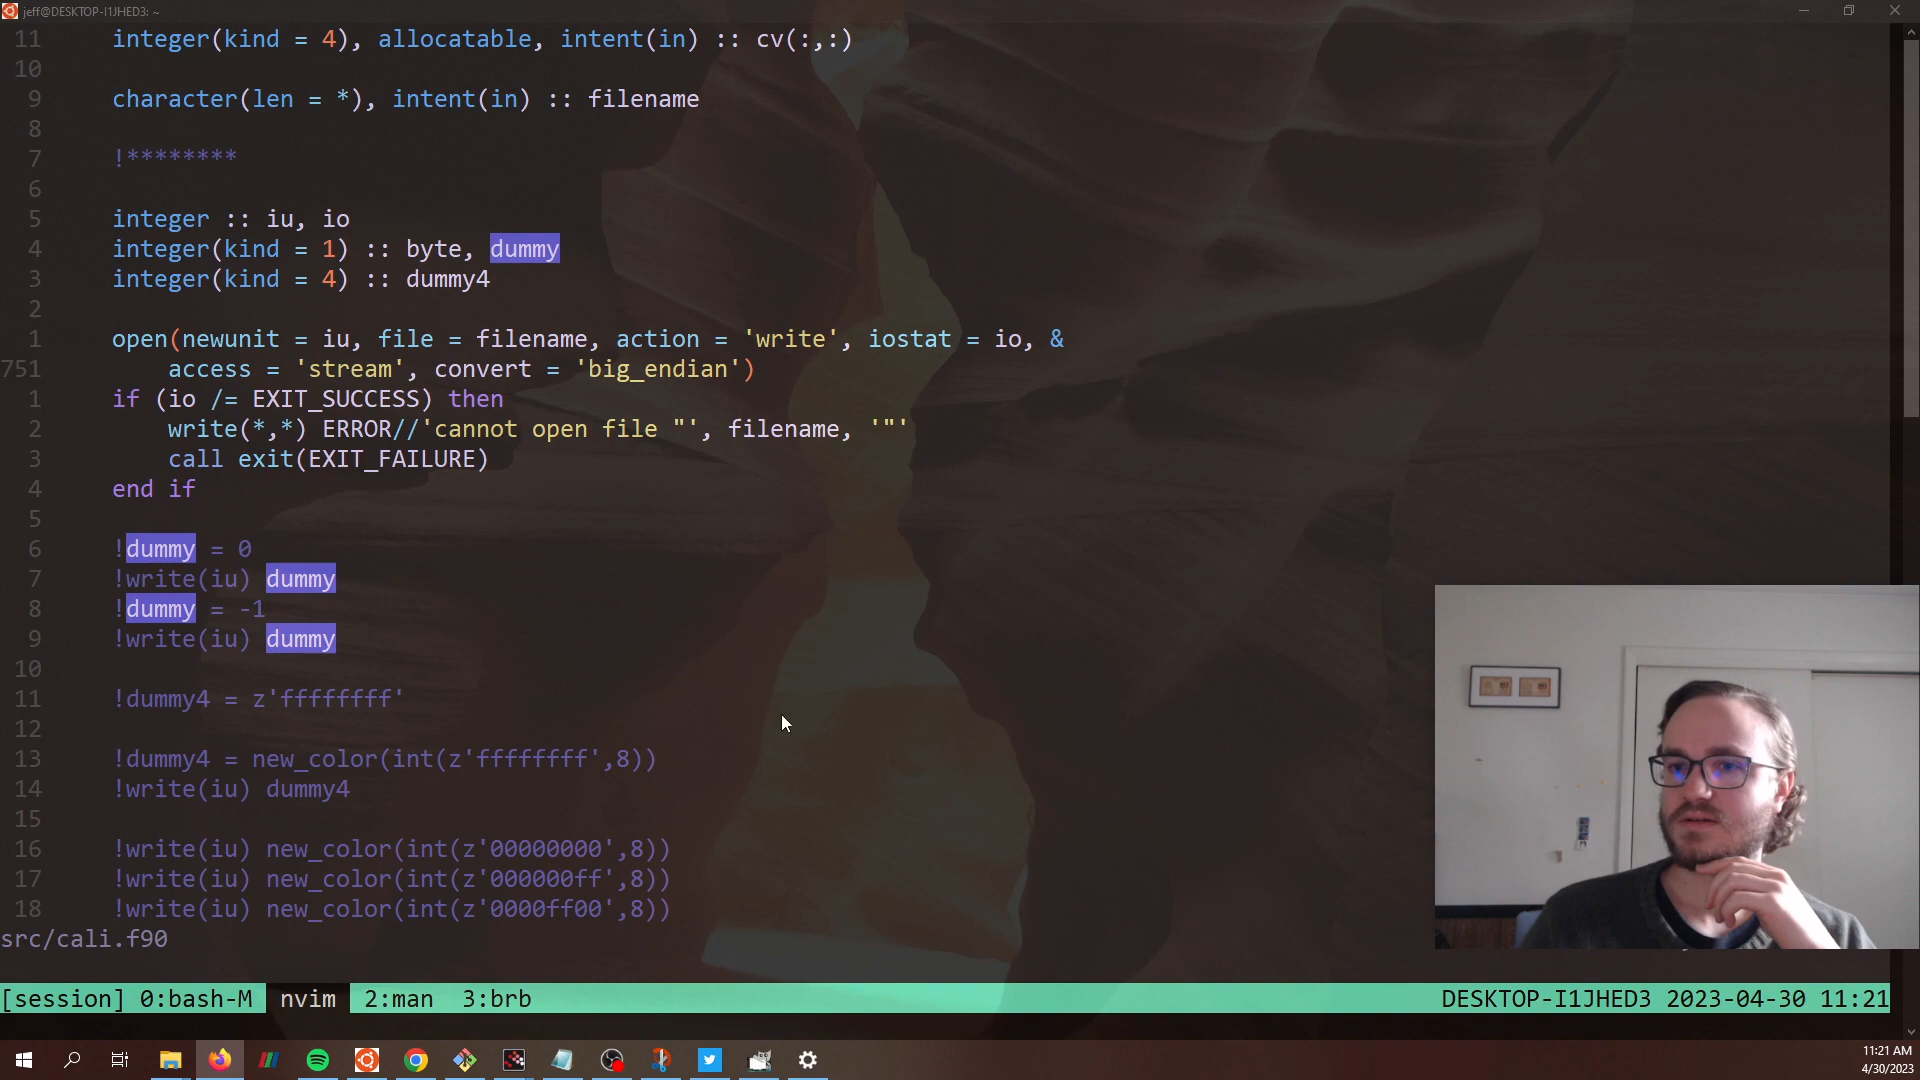 jeff@DESKTOP-I1JHED3: ~
11 integer(kind = 4), allocatable, intent(in) :: cv(:,:)
10
9 character(len = *), intent(in) :: filename
8
7 !********
6
5 integer :: iu, io
4 integer(kind = 1) :: byte, dummy
3 integer(kind = 4) :: dummy4
2
1 open(newunit = iu, file = filename, action = 'write', iostat = io, &
751 access = 'stream', convert = 'big_endian')
1 if (io /= EXIT_SUCCESS) then
2 write(*,*) ERROR//'cannot open file "', filename, '"'
3 call exit(EXIT_FAILURE)
4 end if
5
6 !dummy = 0
7 !write(iu) dummy
8 !dummy = -1
9 !write(iu) dummy
10
11 !dummy4 = z'ffffffff'
12
13 !dummy4 = new_color(int(z'ffffffff',8))
14 !write(iu) dummy4
15
16 !write(iu) new_color(int(z'00000000',8))
17 !write(iu) new_color(int(z'000000ff',8))
18 !write(iu) new_color(int(z'0000ff00',8))
src/cali.f90
[session] 0:bash-M nvim 2:man 3:brb DESKTOP-I1JHED3 2023-04-30 11:21
11:21 AM
4/30/2023